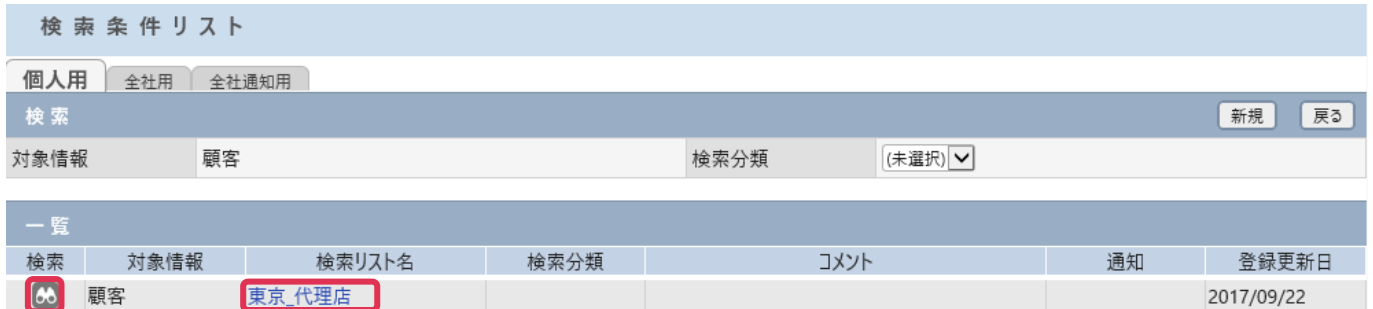 検索条件リスト
個人用 全社用 全社通知用
検索 新規 戻る
対象情報 顧客 検索分類 (未選択)
一覧
検索 対象情報 検索リスト名 検索分類 コメント 通知 登録更新日
顧客 東京_代理店 2017/09/22